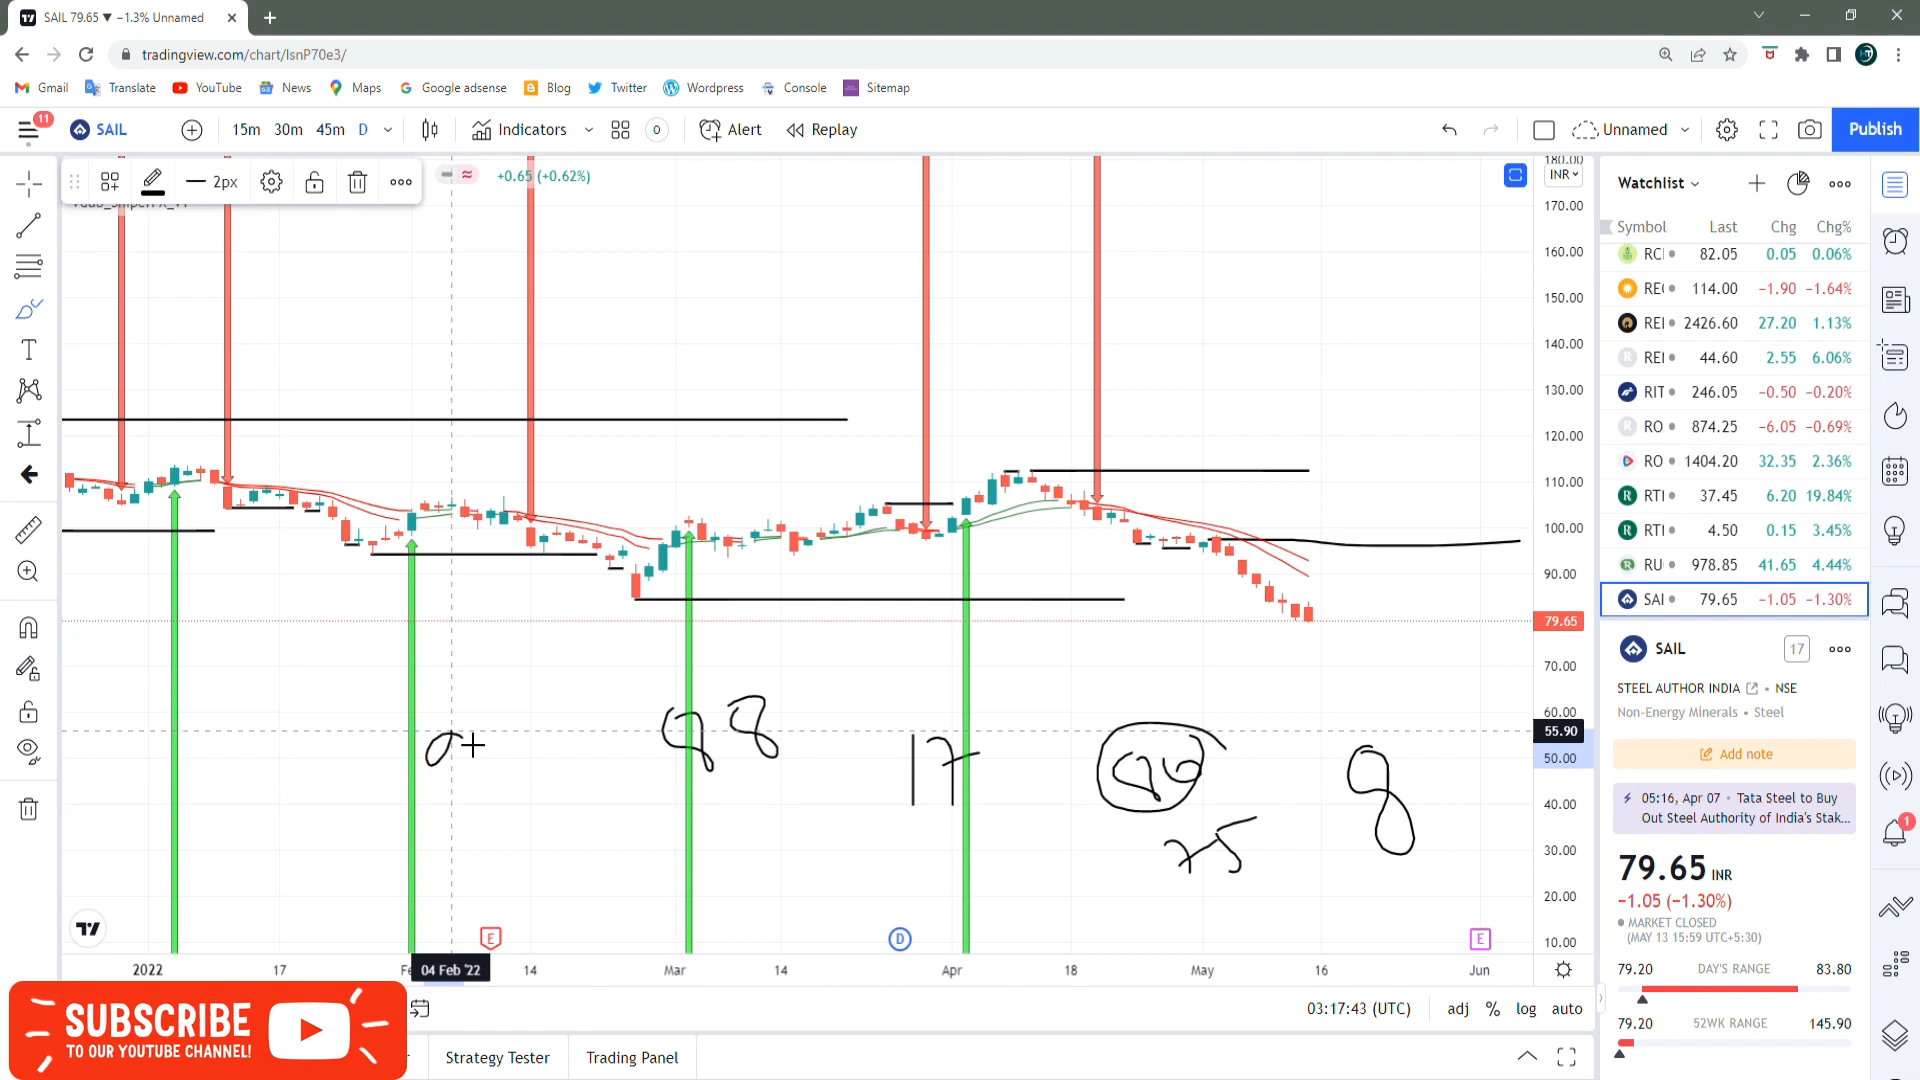 SAIL 79.65 ▼ −1.3% Unnamed
tradingview.com/chart/lsnP70e3/
Gmail Translate YouTube News Maps Google adsense Blog Twitter Wordpress Console Sitemap
11 SAIL 15m 30m 45m D Indicators 0 Alert Replay Unnamed Publish
2px
+0.65 (+0.62%)
INR
180.00
170.00
160.00
150.00
140.00
130.00
120.00
110.00
100.00
90.00
79.65
70.00
60.00
55.90
50.00
40.00
30.00
20.00
10.00
98
17
75
E D E
2022 17 04 Feb '22 14 Mar 14 Apr 18 May 16 Jun
03:17:43 (UTC) adj % log auto
Strategy Tester Trading Panel
SUBSCRIBE
TO OUR YOUTUBE CHANNEL!
Watchlist
Symbol Last Chg Chg%
RCI 82.05 0.05 0.06%
REC 114.00 −1.90 −1.64%
REI 2426.60 27.20 1.13%
REI 44.60 2.55 6.06%
RIT 246.05 −0.50 −0.20%
RO 874.25 −6.05 −0.69%
RO 1404.20 32.35 2.36%
RTI 37.45 6.20 19.84%
RTI 4.50 0.15 3.45%
RU 978.85 41.65 4.44%
SAI 79.65 −1.05 −1.30%
SAIL 17
STEEL AUTHOR INDIA • NSE
Non-Energy Minerals • Steel
Add note
05:16, Apr 07 • Tata Steel to Buy
Out Steel Authority of India's Stak...
79.65 INR
−1.05 (−1.30%)
MARKET CLOSED
(MAY 13 15:59 UTC+5:30)
79.20 DAY'S RANGE 83.80
79.20 52WK RANGE 145.90
1